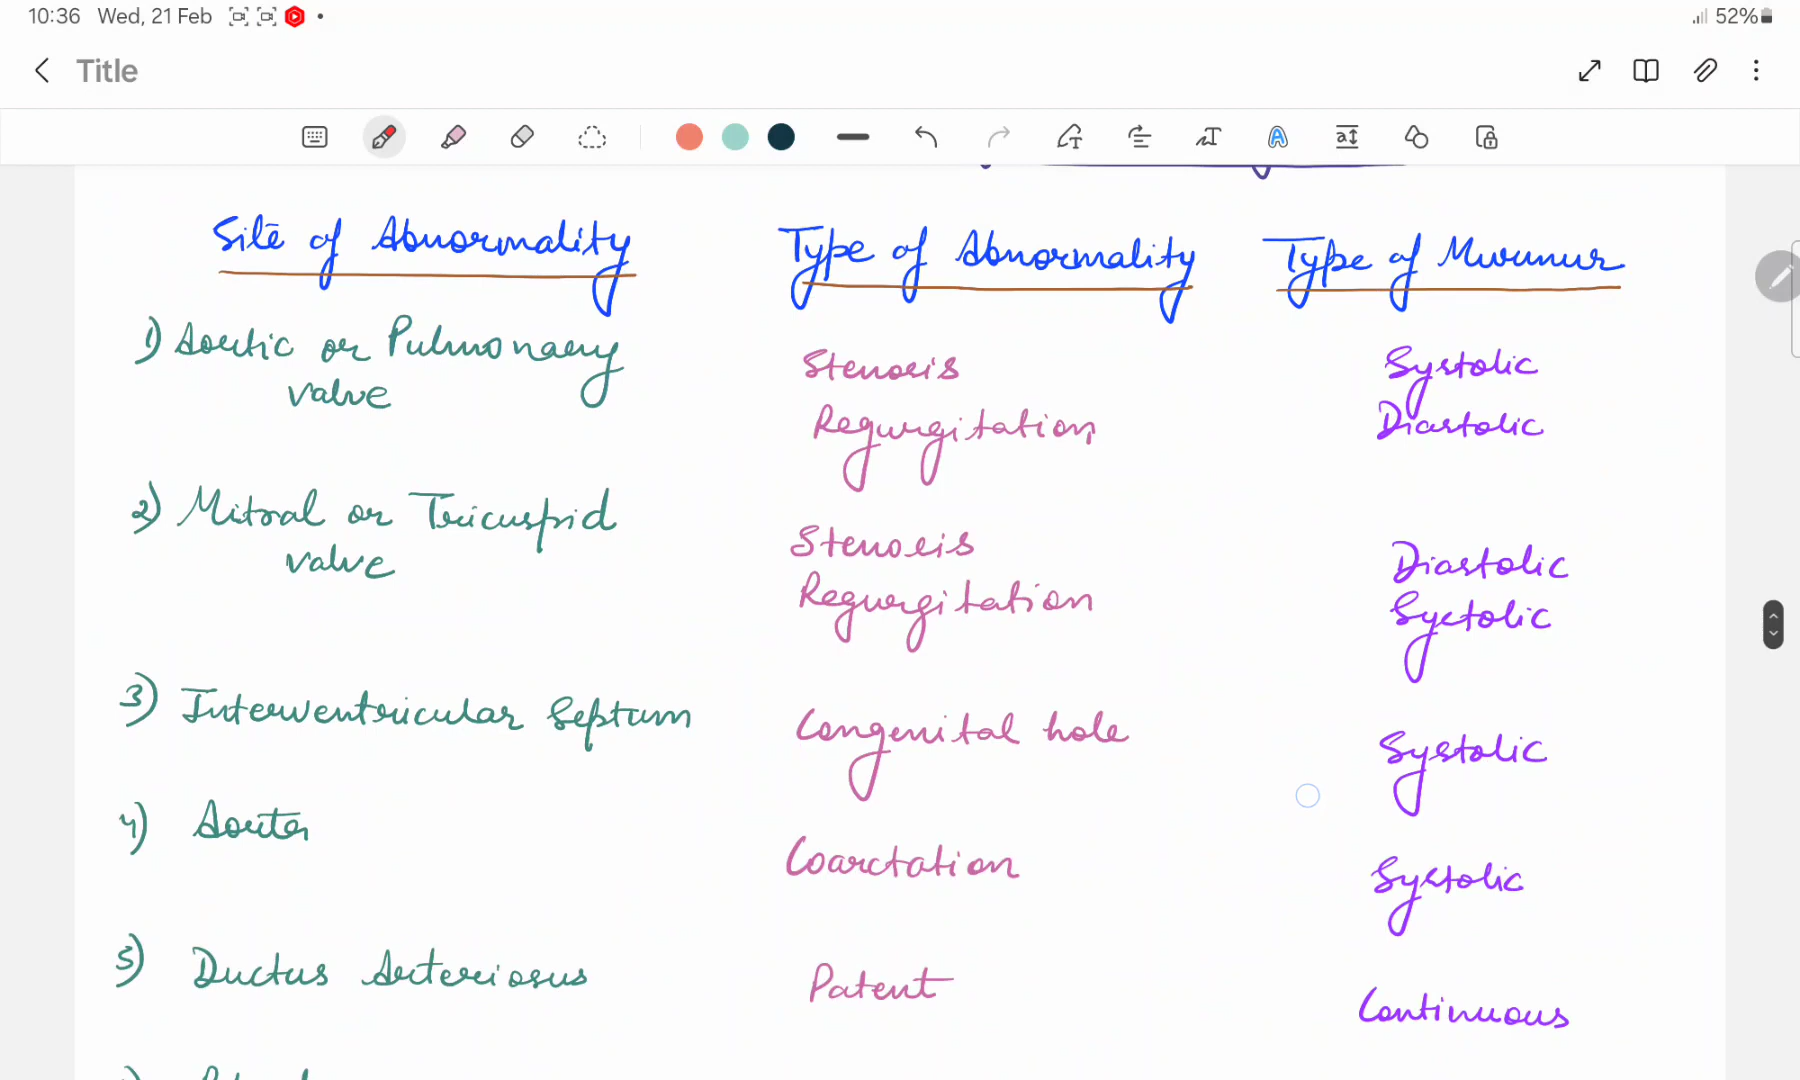 10:36 Wed, 21 Feb 52%
Title
Site of Abnormality Type of Abnormality Type of Murmur
1) Aortic or Pulmonary Stenosis Systolic
valve Regurgitation Diastolic
2) Mitral or Tricuspid Stenosis Diastolic
valve Regurgitation Systolic
3) Interventricular Septum Congenital hole Systolic
4) Aorta Coarctation Systolic
5) Ductus Arteriosus Patent Continuous